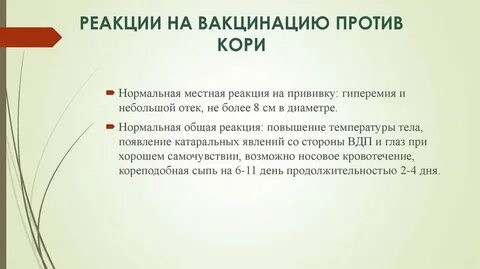 РЕАКЦИИ НА ВАКЦИНАЦИЮ ПРОТИВ
КОРИ
Нормальная местная реакция на прививку: гиперемия и
небольшой отек, не более 8 см в диаметре.
Нормальная общая реакция: повышение температуры тела,
появление катаральных явлений со стороны ВДП и глаз при
хорошем самочувствии, возможно носовое кровотечение,
кореподобная сыпь на 6-11 день продолжительностью 2-4 дня.